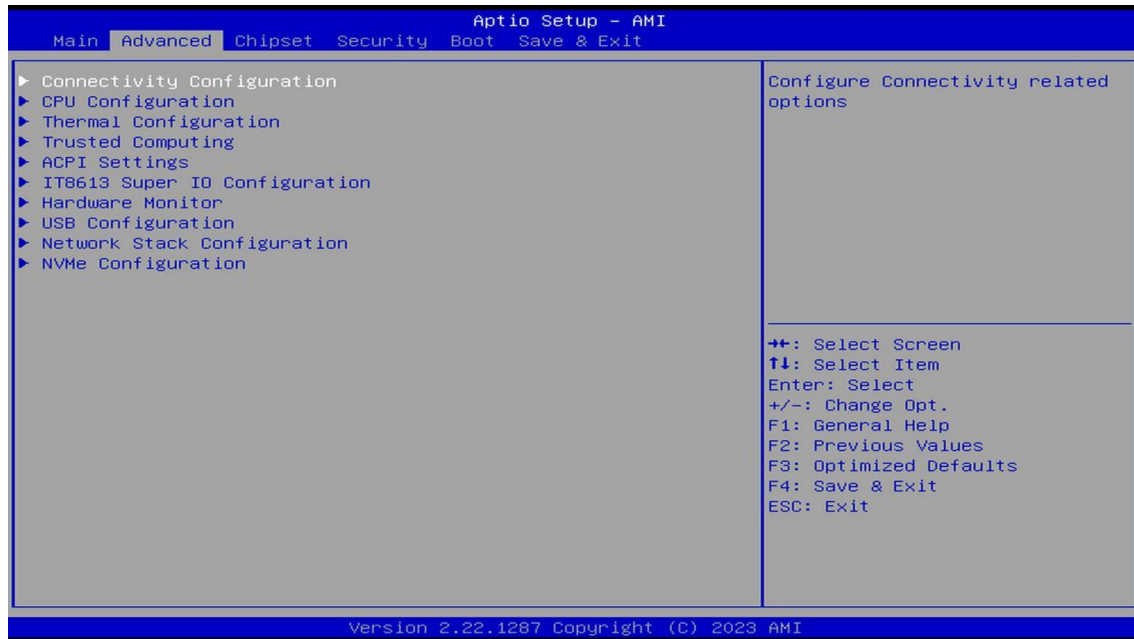 Aptio Setup – AMI
Main Advanced Chipset Security Boot Save & Exit
▶ Connectivity Configuration
▶ CPU Configuration
▶ Thermal Configuration
▶ Trusted Computing
▶ ACPI Settings
▶ IT8613 Super IO Configuration
▶ Hardware Monitor
▶ USB Configuration
▶ Network Stack Configuration
▶ NVMe Configuration
Configure Connectivity related
options
→←: Select Screen
↑↓: Select Item
Enter: Select
+/-: Change Opt.
F1: General Help
F2: Previous Values
F3: Optimized Defaults
F4: Save & Exit
ESC: Exit
Version 2.22.1287 Copyright (C) 2023 AMI